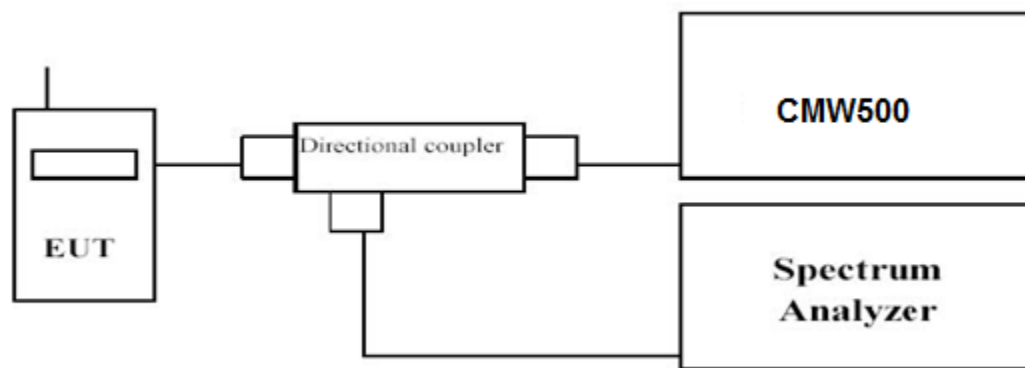 CMW500
Directional coupler
EUT
Spectrum
Analyzer